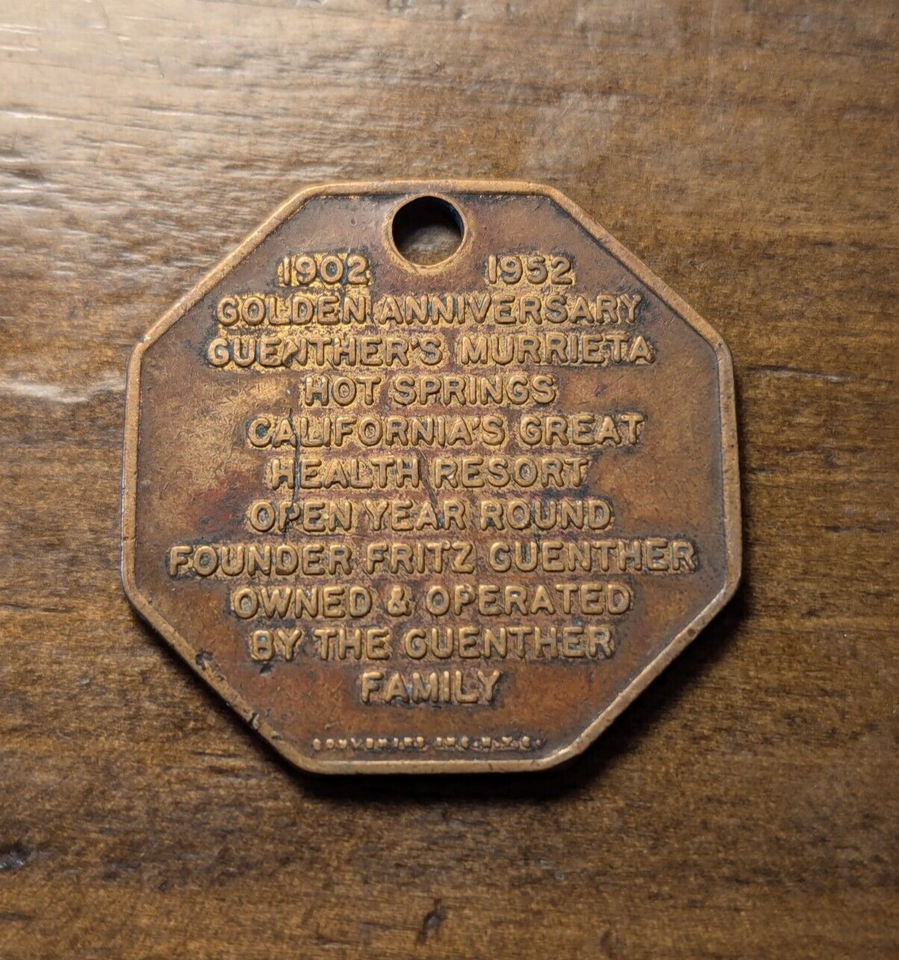 1902 1952
GOLDEN ANNIVERSARY
GUENTHER'S MURRIETA
HOT SPRINGS
CALIFORNIA'S GREAT
HEALTH RESORT
OPEN YEAR ROUND
FOUNDER FRITZ GUENTHER
OWNED & OPERATED
BY THE GUENTHER
FAMILY